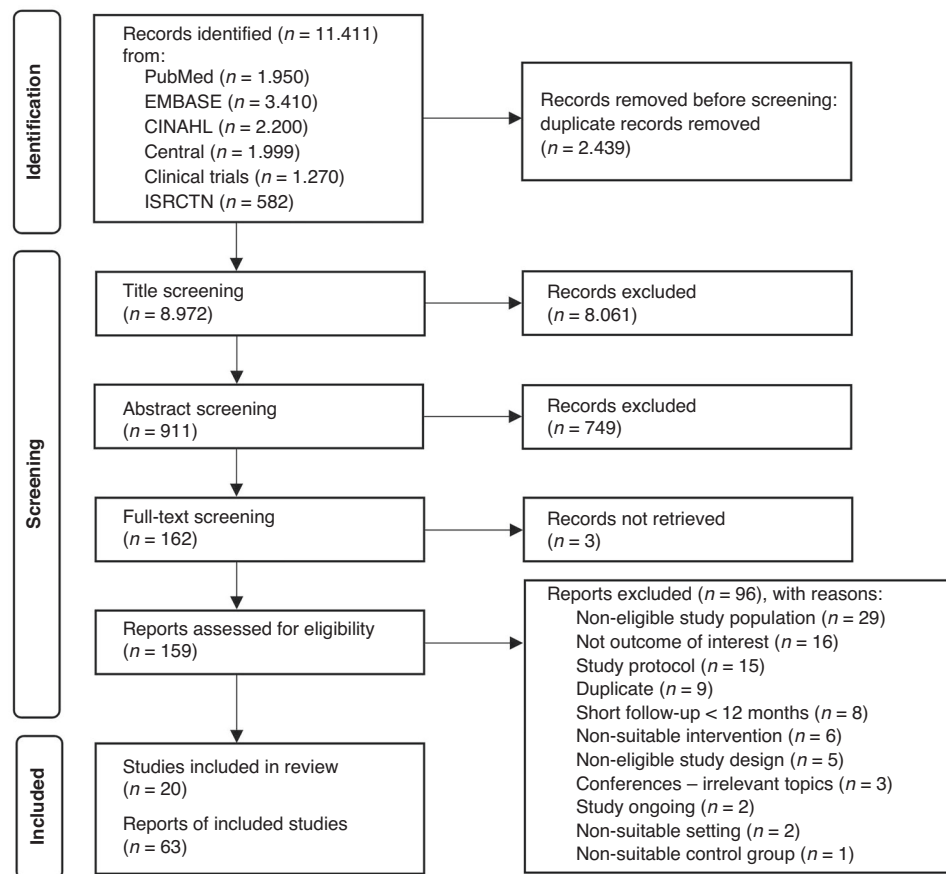 Identification
Records identified (n = 11.411)
from:
PubMed (n = 1.950)
EMBASE (n = 3.410)
CINAHL (n = 2.200)
Central (n = 1.999)
Clinical trials (n = 1.270)
ISRCTN (n = 582)
Records removed before screening:
duplicate records removed
(n = 2.439)
Screening
Title screening
(n = 8.972)
Records excluded
(n = 8.061)
Abstract screening
(n = 911)
Records excluded
(n = 749)
Full-text screening
(n = 162)
Records not retrieved
(n = 3)
Reports assessed for eligibility
(n = 159)
Reports excluded (n = 96), with reasons:
Non-eligible study population (n = 29)
Not outcome of interest (n = 16)
Study protocol (n = 15)
Duplicate (n = 9)
Short follow-up < 12 months (n = 8)
Non-suitable intervention (n = 6)
Non-eligible study design (n = 5)
Conferences – irrelevant topics (n = 3)
Study ongoing (n = 2)
Non-suitable setting (n = 2)
Non-suitable control group (n = 1)
Included
Studies included in review
(n = 20)
Reports of included studies
(n = 63)